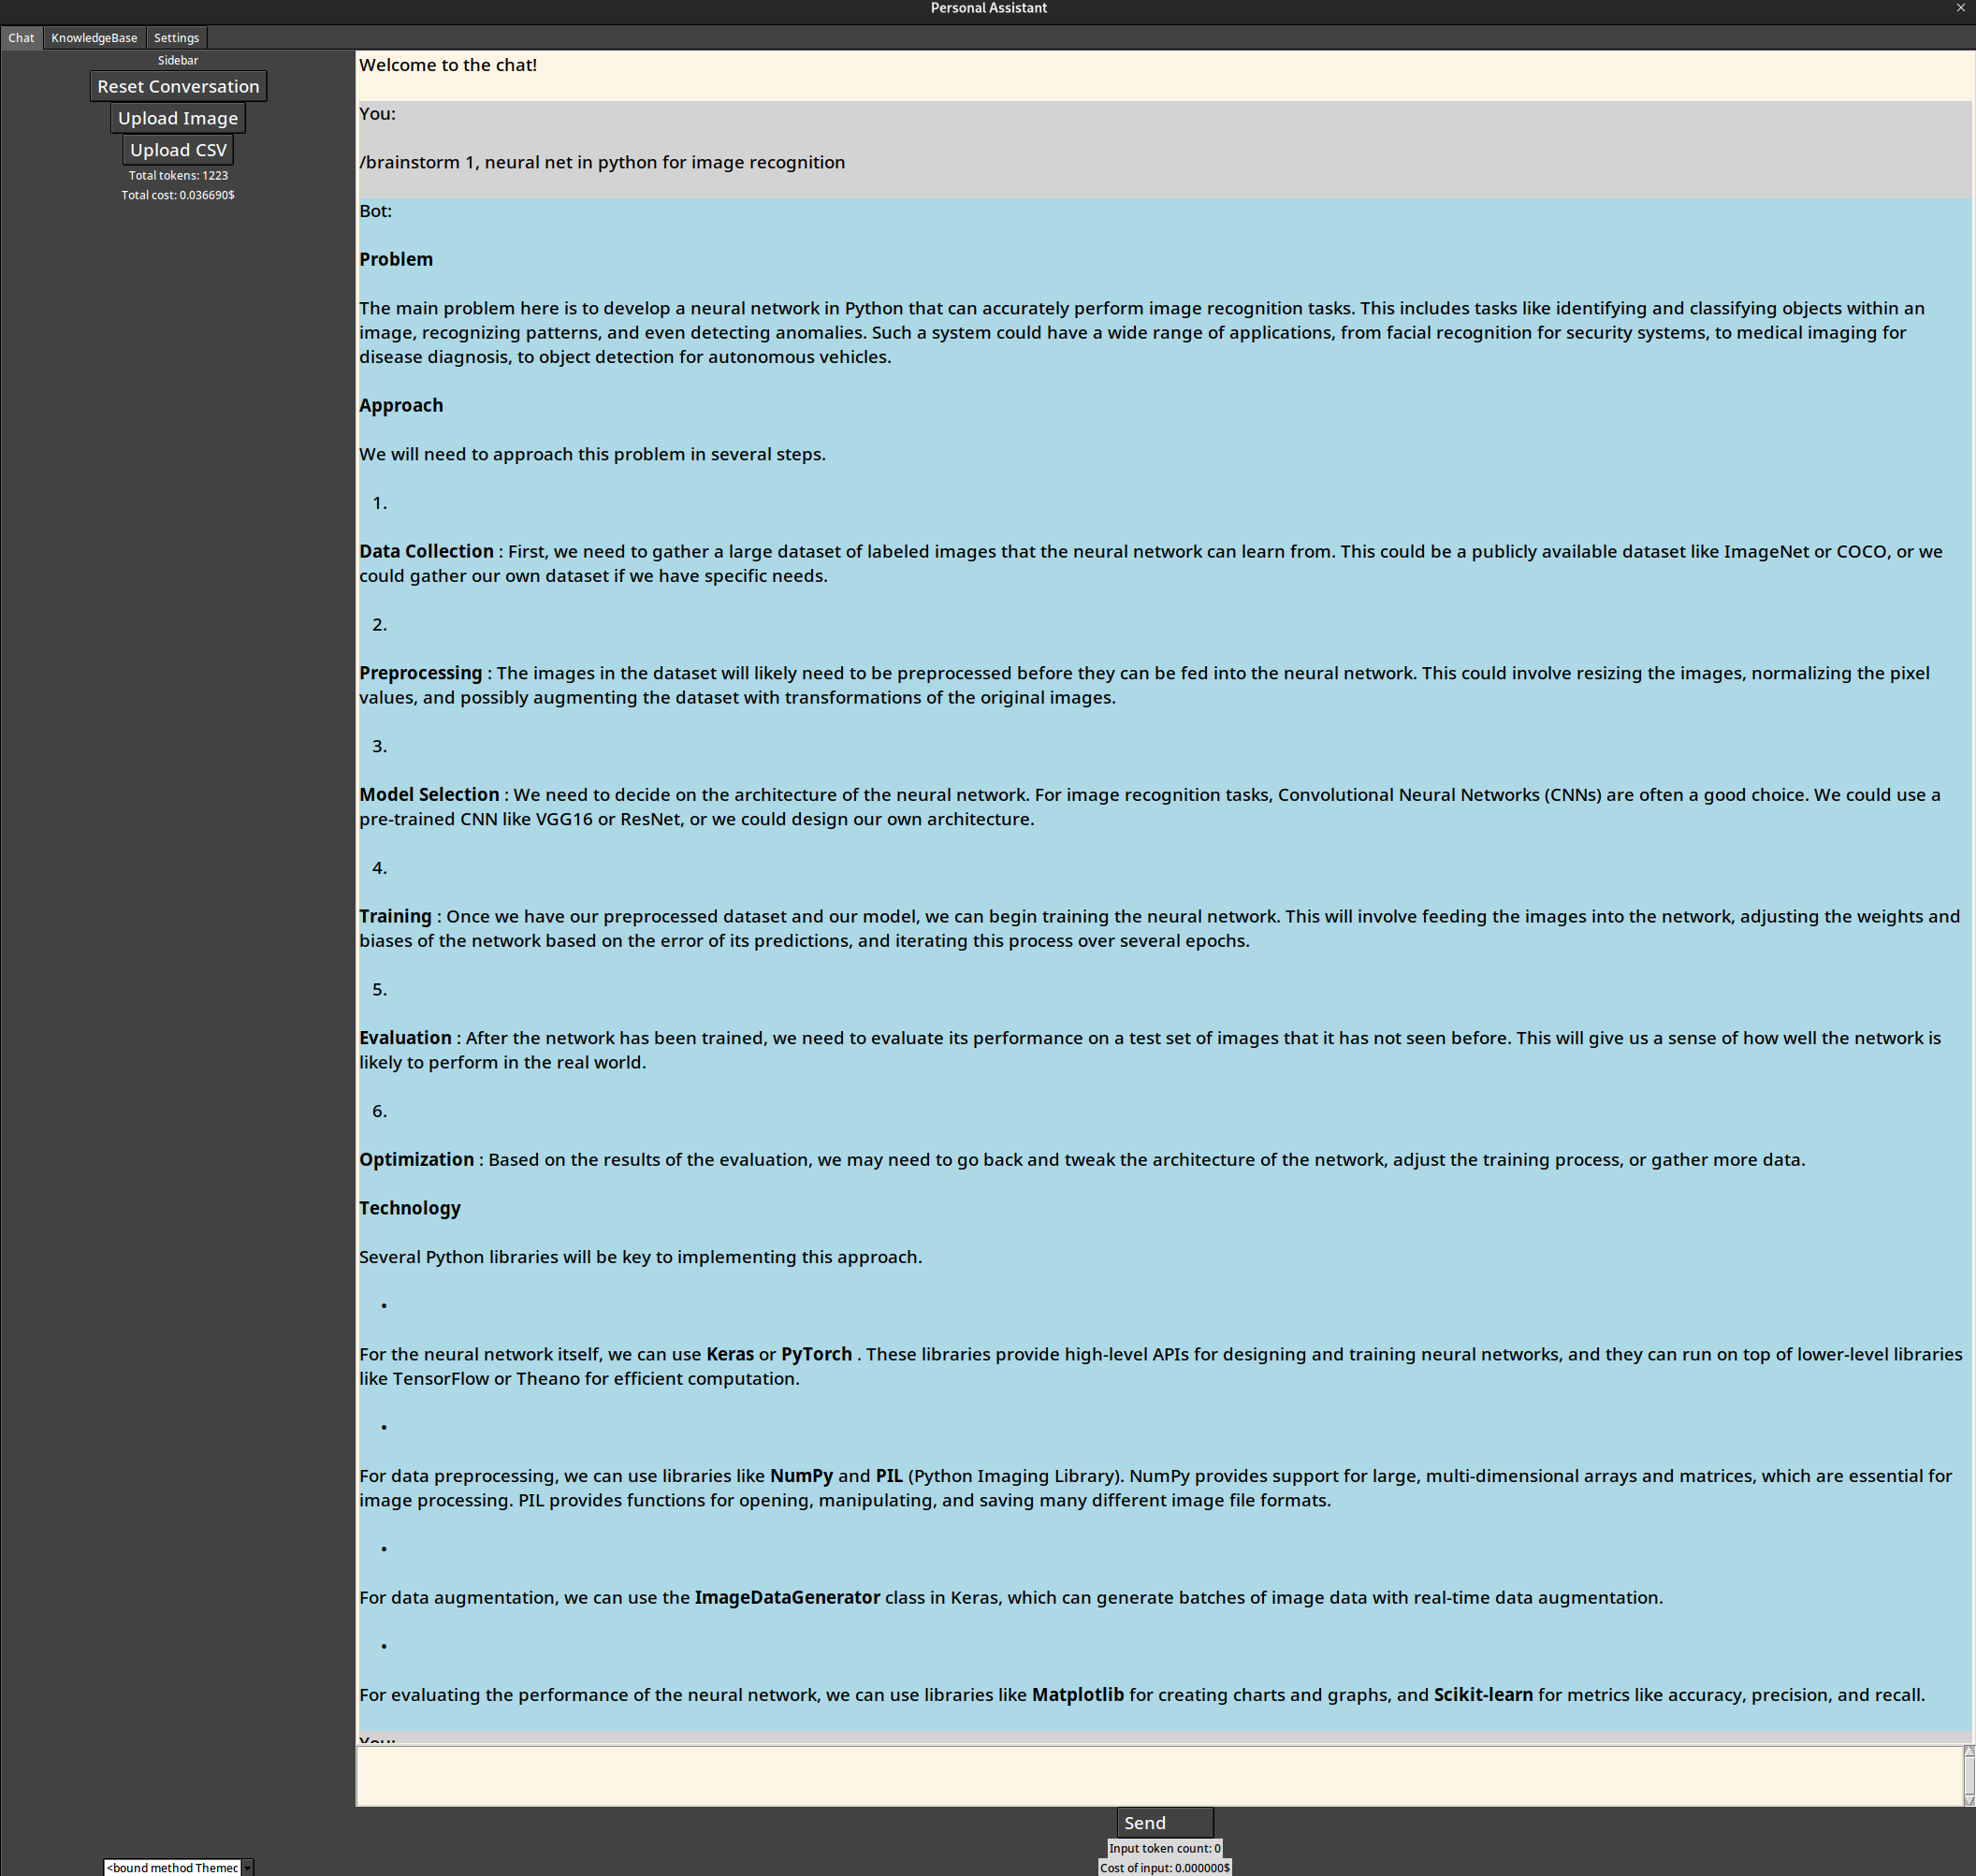 Personal Assistant
Chat KnowledgeBase Settings
Sidebar
Reset Conversation
Upload Image
Upload CSV
Total tokens: 1223
Total cost: 0.036690$
Welcome to the chat!
You:
/brainstorm 1, neural net in python for image recognition
Bot:
Problem
The main problem here is to develop a neural network in Python that can accurately perform image recognition tasks. This includes tasks like identifying and classifying objects within an
image, recognizing patterns, and even detecting anomalies. Such a system could have a wide range of applications, from facial recognition for security systems, to medical imaging for
disease diagnosis, to object detection for autonomous vehicles.
Approach
We will need to approach this problem in several steps.
1.
Data Collection : First, we need to gather a large dataset of labeled images that the neural network can learn from. This could be a publicly available dataset like ImageNet or COCO, or we
could gather our own dataset if we have specific needs.
2.
Preprocessing : The images in the dataset will likely need to be preprocessed before they can be fed into the neural network. This could involve resizing the images, normalizing the pixel
values, and possibly augmenting the dataset with transformations of the original images.
3.
Model Selection : We need to decide on the architecture of the neural network. For image recognition tasks, Convolutional Neural Networks (CNNs) are often a good choice. We could use a
pre-trained CNN like VGG16 or ResNet, or we could design our own architecture.
4.
Training : Once we have our preprocessed dataset and our model, we can begin training the neural network. This will involve feeding the images into the network, adjusting the weights and
biases of the network based on the error of its predictions, and iterating this process over several epochs.
5.
Evaluation : After the network has been trained, we need to evaluate its performance on a test set of images that it has not seen before. This will give us a sense of how well the network is
likely to perform in the real world.
6.
Optimization : Based on the results of the evaluation, we may need to go back and tweak the architecture of the network, adjust the training process, or gather more data.
Technology
Several Python libraries will be key to implementing this approach.
•
For the neural network itself, we can use Keras or PyTorch . These libraries provide high-level APIs for designing and training neural networks, and they can run on top of lower-level libraries
like TensorFlow or Theano for efficient computation.
•
For data preprocessing, we can use libraries like NumPy and PIL (Python Imaging Library). NumPy provides support for large, multi-dimensional arrays and matrices, which are essential for
image processing. PIL provides functions for opening, manipulating, and saving many different image file formats.
•
For data augmentation, we can use the ImageDataGenerator class in Keras, which can generate batches of image data with real-time data augmentation.
•
For evaluating the performance of the neural network, we can use libraries like Matplotlib for creating charts and graphs, and Scikit-learn for metrics like accuracy, precision, and recall.
You:
Send
Input token count: 0
Cost of input: 0.000000$
<bound method Themec